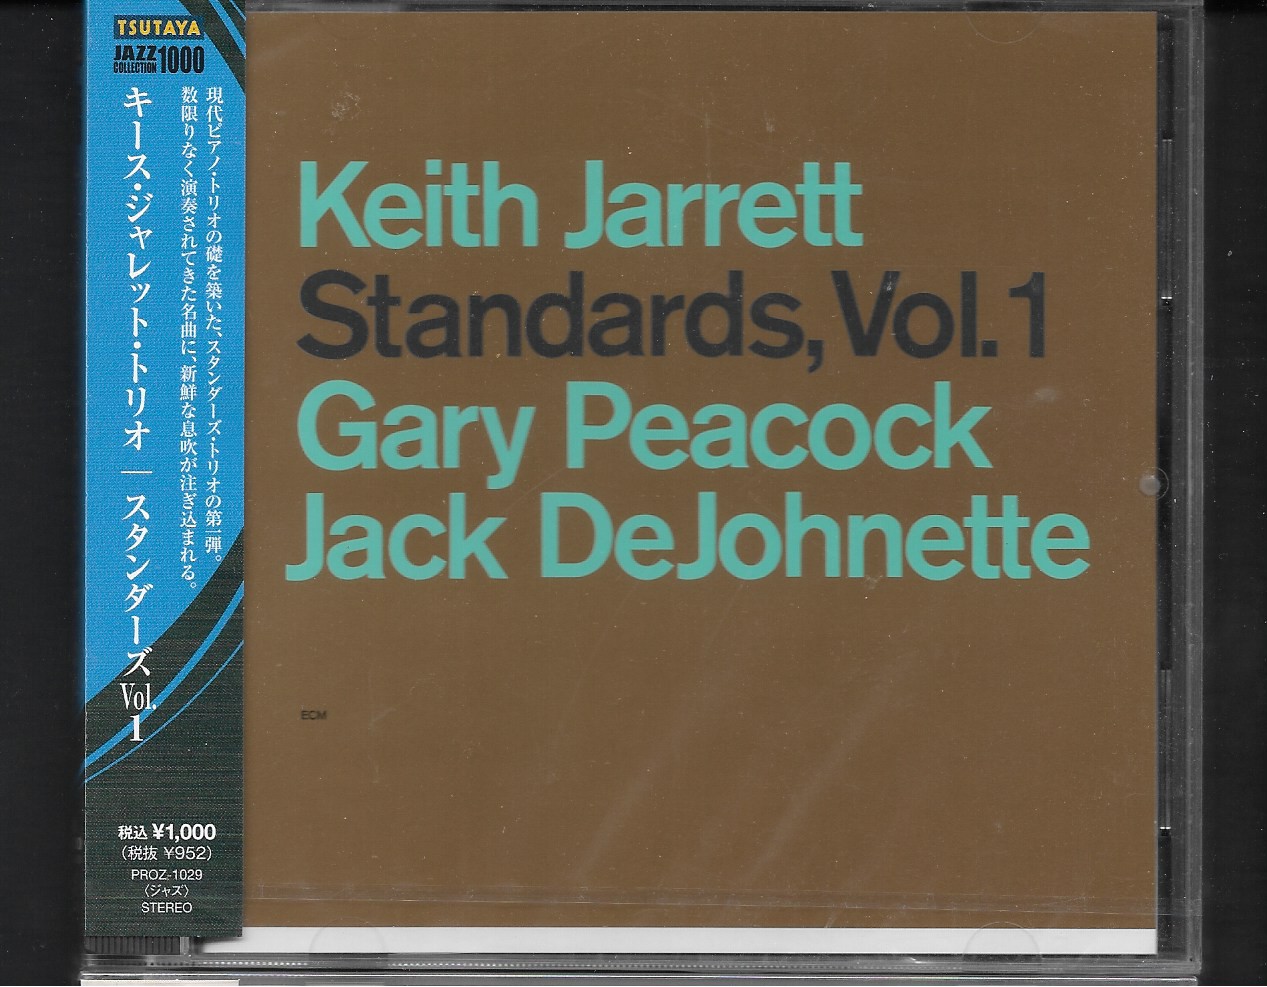 TSUTAYA
JAZZ
COLLECTION 1000
現代ピアノ・トリオの礎を築いた、スタンダーズ・トリオの第一弾。
数限りなく演奏されてきた名曲に、新鮮な息吹が注ぎ込まれる。
キース・ジャレット・トリオ｜スタンダーズ Vol. 1
税込 ¥1,000
(税抜 ¥952)
PROZ-1029
〈ジャズ〉
STEREO
Keith Jarrett
Standards, Vol. 1
Gary Peacock
Jack DeJohnette
ECM